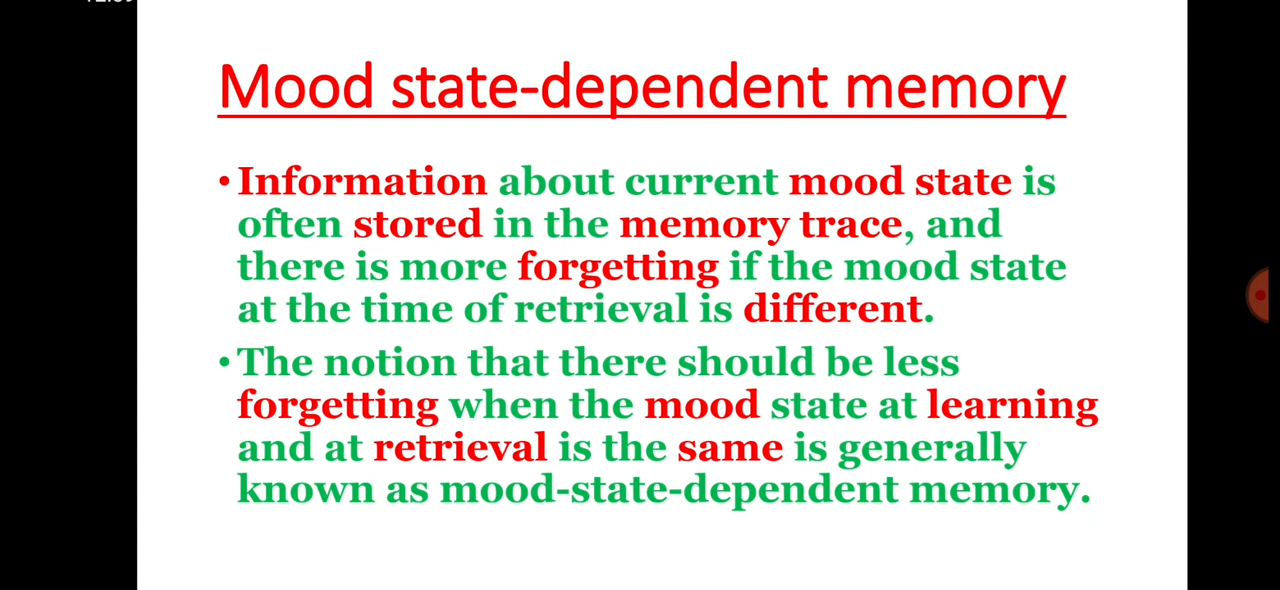 Mood state-dependent memory
• Information about current mood state is
often stored in the memory trace, and
there is more forgetting if the mood state
at the time of retrieval is different.
• The notion that there should be less
forgetting when the mood state at learning
and at retrieval is the same is generally
known as mood-state-dependent memory.